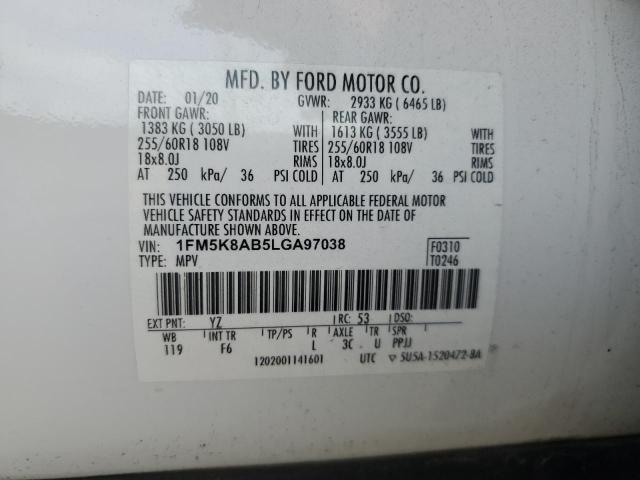 MFD. BY FORD MOTOR CO.
DATE: 01/20 GVWR: 2933 KG ( 6465 LB)
FRONT GAWR: REAR GAWR:
1383 KG ( 3050 LB) WITH 1613 KG ( 3555 LB) WITH
255/60R18 108V TIRES 255/60R18 108V TIRES
18x8.0J RIMS 18x8.0J RIMS
AT 250 kPa/ 36 PSI COLD AT 250 kPa/ 36 PSI COLD
THIS VEHICLE CONFORMS TO ALL APPLICABLE FEDERAL MOTOR
VEHICLE SAFETY STANDARDS IN EFFECT ON THE DATE OF
MANUFACTURE SHOWN ABOVE.
VIN: 1FM5K8AB5LGA97038 F0310
TYPE: MPV T0246
EXT PNT: YZ RC: 53 DSO:
WB INT TR TP/PS R AXLE TR SPR
119 F6 L 3C U PPJJ
1202001141601 UTC ▽ 5U5A-1520472-BA